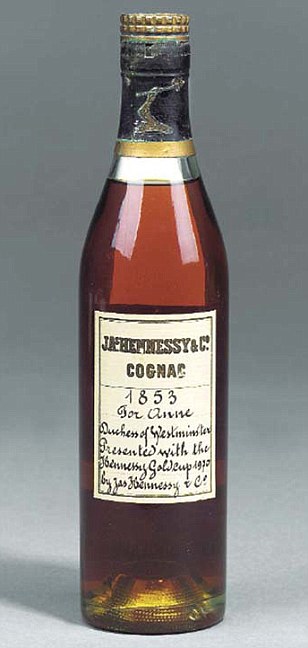 JAs HENNESSY & Co.
COGNAC
1853
For Anne
Duchess of Westminster
Presented with the
Hennessy Gold cup 1970
by Jas Hennessy & Co